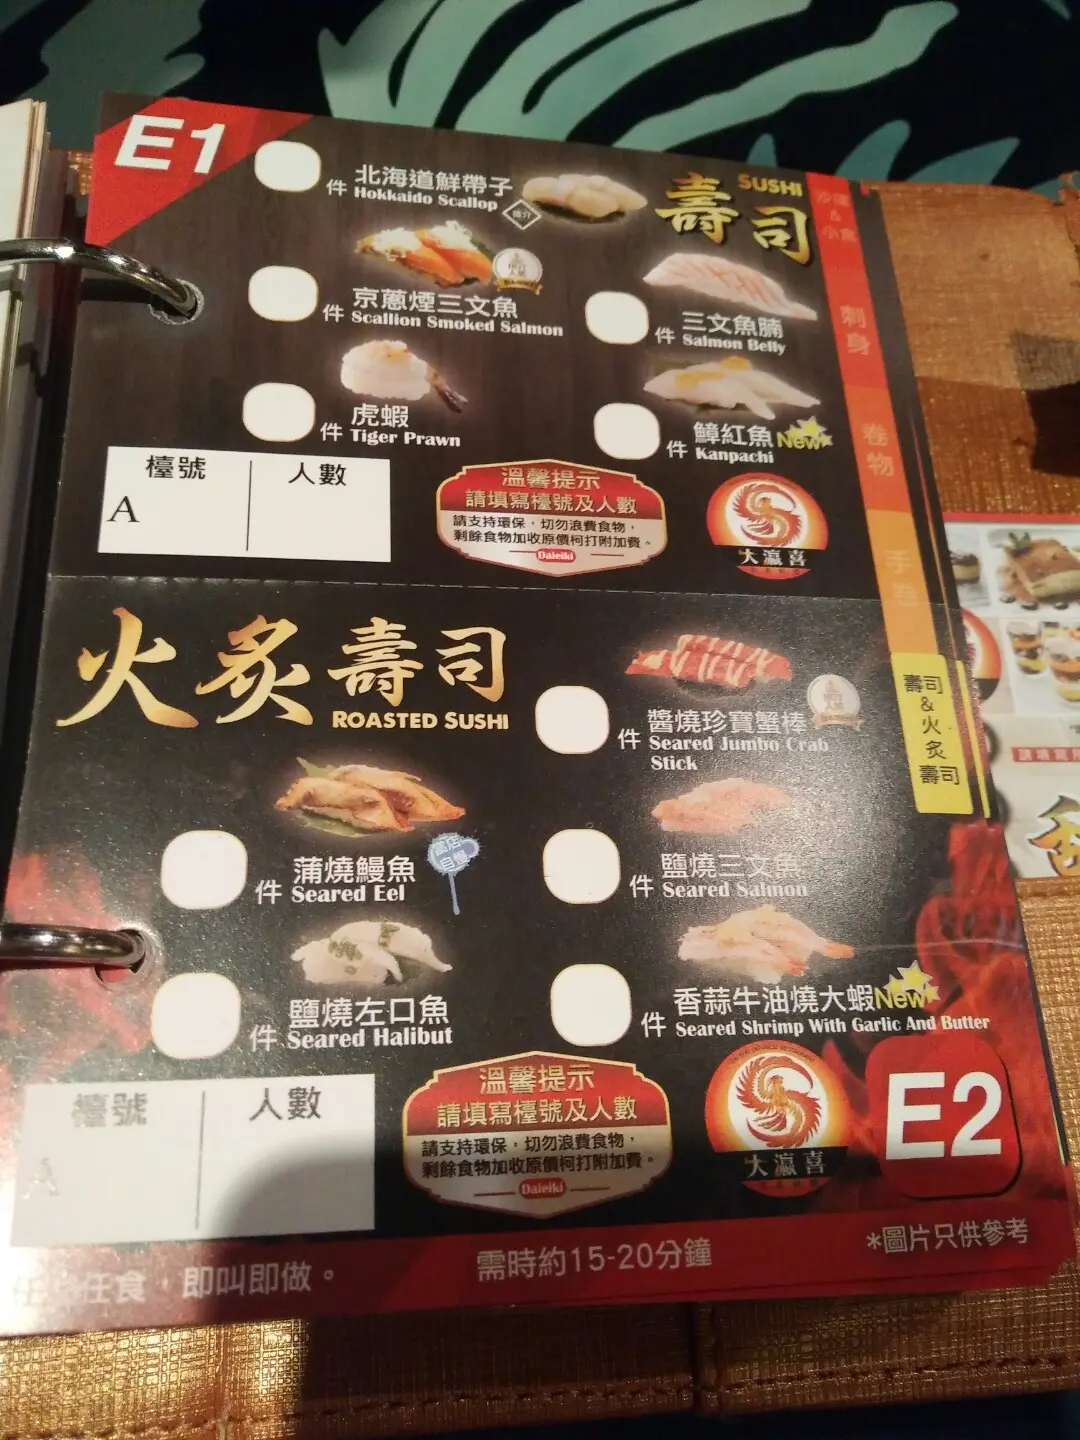 E1
件 北海道鮮帶子
Hokkaido Scallop
推介
SUSHI
壽司
件 京蔥煙三文魚
Scallion Smoked Salmon
件 三文魚腩
Salmon Belly
件 虎蝦
Tiger Prawn
件 鱆紅魚 New
Kanpachi
檯號 人數
A
溫馨提示
請填寫檯號及人數
請支持環保，切勿浪費食物，
剩餘食物加收原價柯打附加費。
Daieiki
大瀛喜
刺身
卷物
手卷
壽司
&
火炙
壽司
火炙壽司
ROASTED SUSHI
件 醬燒珍寶蟹棒
Seared Jumbo Crab
Stick
件 蒲燒鰻魚
Seared Eel
當店
自慢
件 鹽燒三文魚
Seared Salmon
件 鹽燒左口魚
Seared Halibut
件 香蒜牛油燒大蝦 New
Seared Shrimp With Garlic And Butter
檯號 人數
A
溫馨提示
請填寫檯號及人數
請支持環保，切勿浪費食物，
剩餘食物加收原價柯打附加費。
Daieiki
大瀛喜
E2
任食，即叫即做。
需時約15-20分鐘
*圖片只供參考